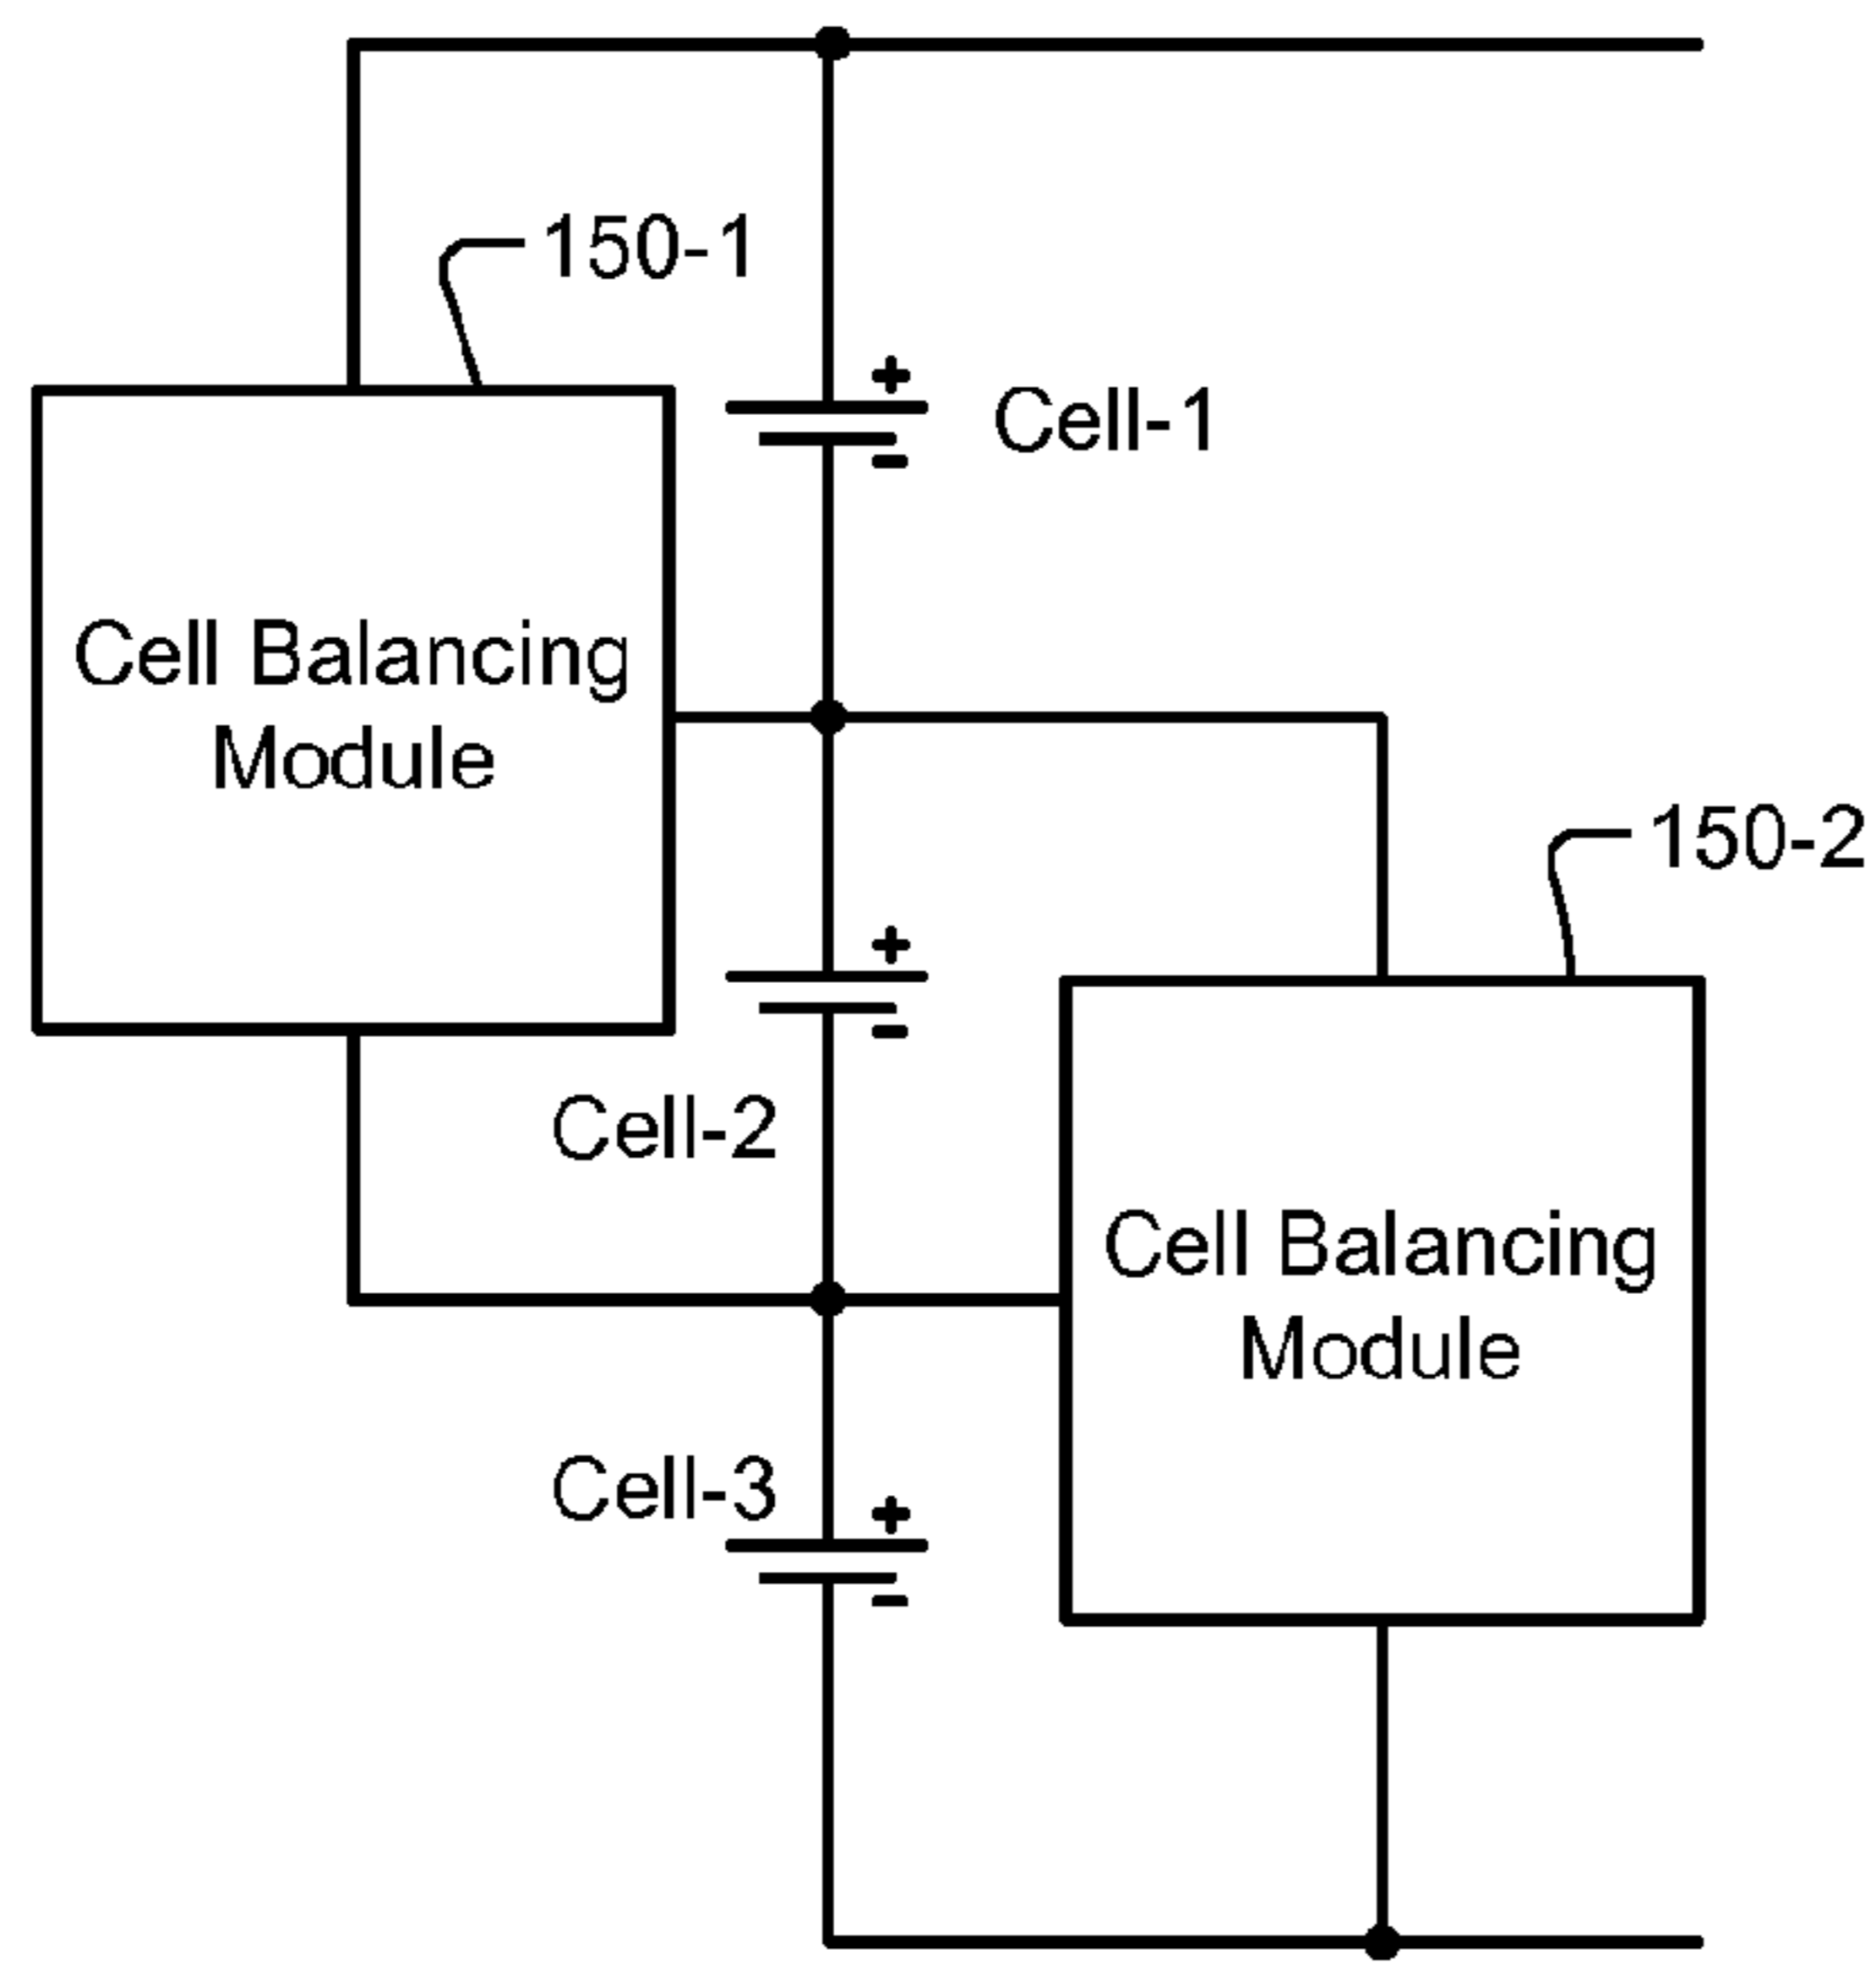 150-1
+
Cell-1
-
Cell Balancing
Module
150-2
+
-
Cell-2
Cell Balancing
Module
Cell-3
+
-